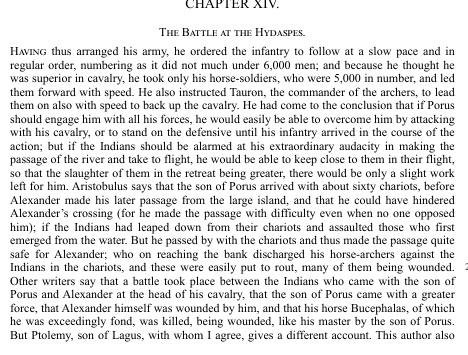 CHAPTER XIV.
The Battle at the Hydaspes.
Having thus arranged his army, he ordered the infantry to follow at a slow pace and in
regular order, numbering as it did not much under 6,000 men; and because he thought he
was superior in cavalry, he took only his horse-soldiers, who were 5,000 in number, and led
them forward with speed. He also instructed Tauron, the commander of the archers, to lead
them on also with speed to back up the cavalry. He had come to the conclusion that if Porus
should engage him with all his forces, he would easily be able to overcome him by attacking
with his cavalry, or to stand on the defensive until his infantry arrived in the course of the
action; but if the Indians should be alarmed at his extraordinary audacity in making the
passage of the river and take to flight, he would be able to keep close to them in their flight,
so that the slaughter of them in the retreat being greater, there would be only a slight work
left for him. Aristobulus says that the son of Porus arrived with about sixty chariots, before
Alexander made his later passage from the large island, and that he could have hindered
Alexander’s crossing (for he made the passage with difficulty even when no one opposed
him); if the Indians had leaped down from their chariots and assaulted those who first
emerged from the water. But he passed by with the chariots and thus made the passage quite
safe for Alexander; who on reaching the bank discharged his horse-archers against the
Indians in the chariots, and these were easily put to rout, many of them being wounded.
Other writers say that a battle took place between the Indians who came with the son of
Porus and Alexander at the head of his cavalry, that the son of Porus came with a greater
force, that Alexander himself was wounded by him, and that his horse Bucephalas, of which
he was exceedingly fond, was killed, being wounded, like his master by the son of Porus.
But Ptolemy, son of Lagus, with whom I agree, gives a different account. This author also